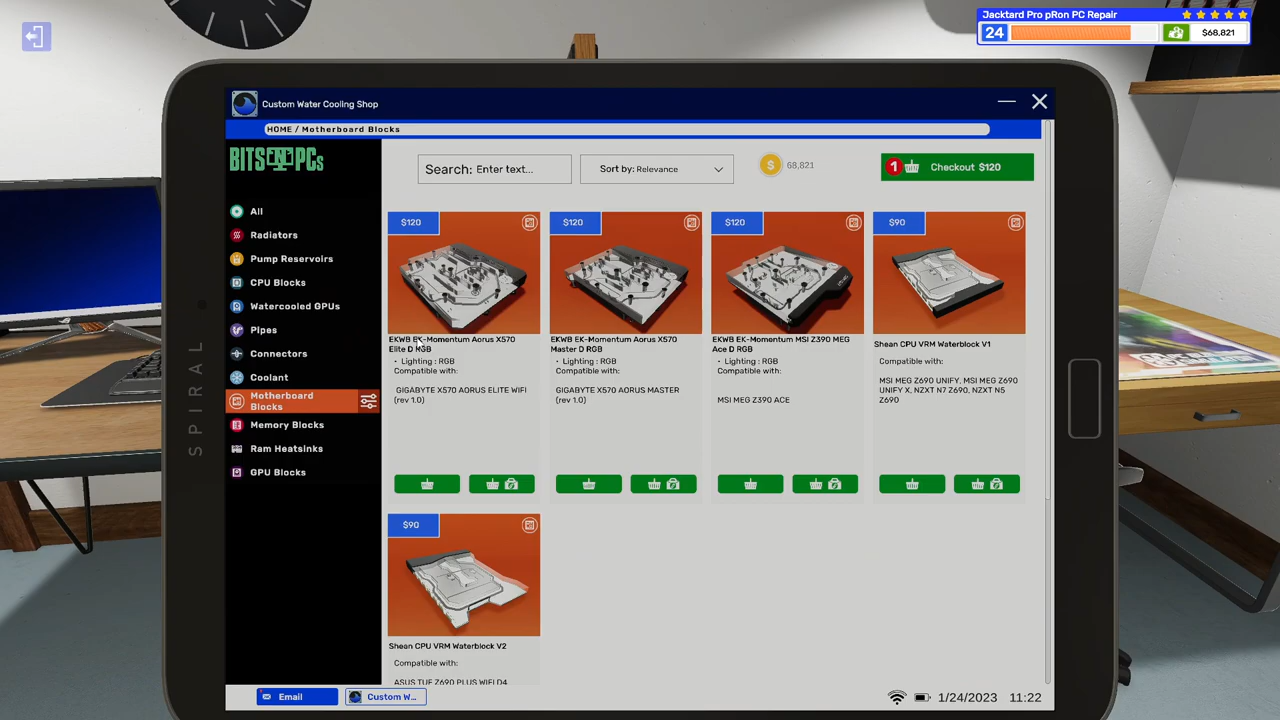 Jacktard Pro pRon PC Repair
24
$68,821
Custom Water Cooling Shop
HOME / Motherboard Blocks
BITSNPCs
Search: Enter text...
Sort by: Relevance
$
68,821
1
Checkout $120
All
Radiators
Pump Reservoirs
CPU Blocks
Watercooled GPUs
Pipes
Connectors
Coolant
Motherboard
Blocks
Memory Blocks
Ram Heatsinks
GPU Blocks
$120
EKWB EK-Momentum Aorus X570
Elite D RGB
• Lighting : RGB
Compatible with:
GIGABYTE X570 AORUS ELITE WIFI
(rev 1.0)
$120
EKWB EK-Momentum Aorus X570
Master D RGB
• Lighting : RGB
Compatible with:
GIGABYTE X570 AORUS MASTER
(rev 1.0)
$120
EKWB EK-Momentum MSI Z390 MEG
Ace D RGB
• Lighting : RGB
Compatible with:
MSI MEG Z390 ACE
$90
Shean CPU VRM Waterblock V1
Compatible with:
MSI MEG Z690 UNIFY, MSI MEG Z690
UNIFY X, NZXT N7 Z690, NZXT N5
Z690
$90
Shean CPU VRM Waterblock V2
Compatible with:
ASUS TUF Z690 PLUS WIFI D4
SPIRAL
Email
Custom W...
1/24/2023 11:22